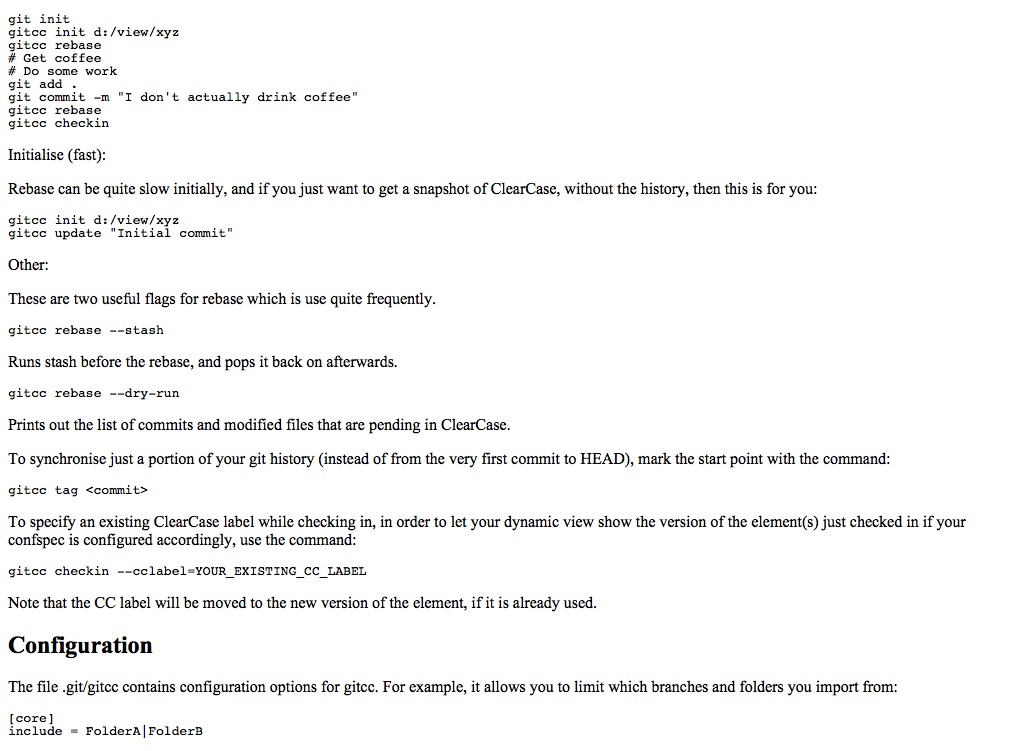 git init
gitcc init d:/view/xyz
gitcc rebase
# Get coffee
# Do some work
git add .
git commit -m "I don't actually drink coffee"
gitcc rebase
gitcc checkin
Initialise (fast):
Rebase can be quite slow initially, and if you just want to get a snapshot of ClearCase, without the history, then this is for you:
gitcc init d:/view/xyz
gitcc update "Initial commit"
Other:
These are two useful flags for rebase which is use quite frequently.
gitcc rebase --stash
Runs stash before the rebase, and pops it back on afterwards.
gitcc rebase --dry-run
Prints out the list of commits and modified files that are pending in ClearCase.
To synchronise just a portion of your git history (instead of from the very first commit to HEAD), mark the start point with the command:
gitcc tag <commit>
To specify an existing ClearCase label while checking in, in order to let your dynamic view show the version of the element(s) just checked in if your
confspec is configured accordingly, use the command:
gitcc checkin --cclabel=YOUR_EXISTING_CC_LABEL
Note that the CC label will be moved to the new version of the element, if it is already used.
Configuration
The file .git/gitcc contains configuration options for gitcc. For example, it allows you to limit which branches and folders you import from:
[core]
include = FolderA|FolderB